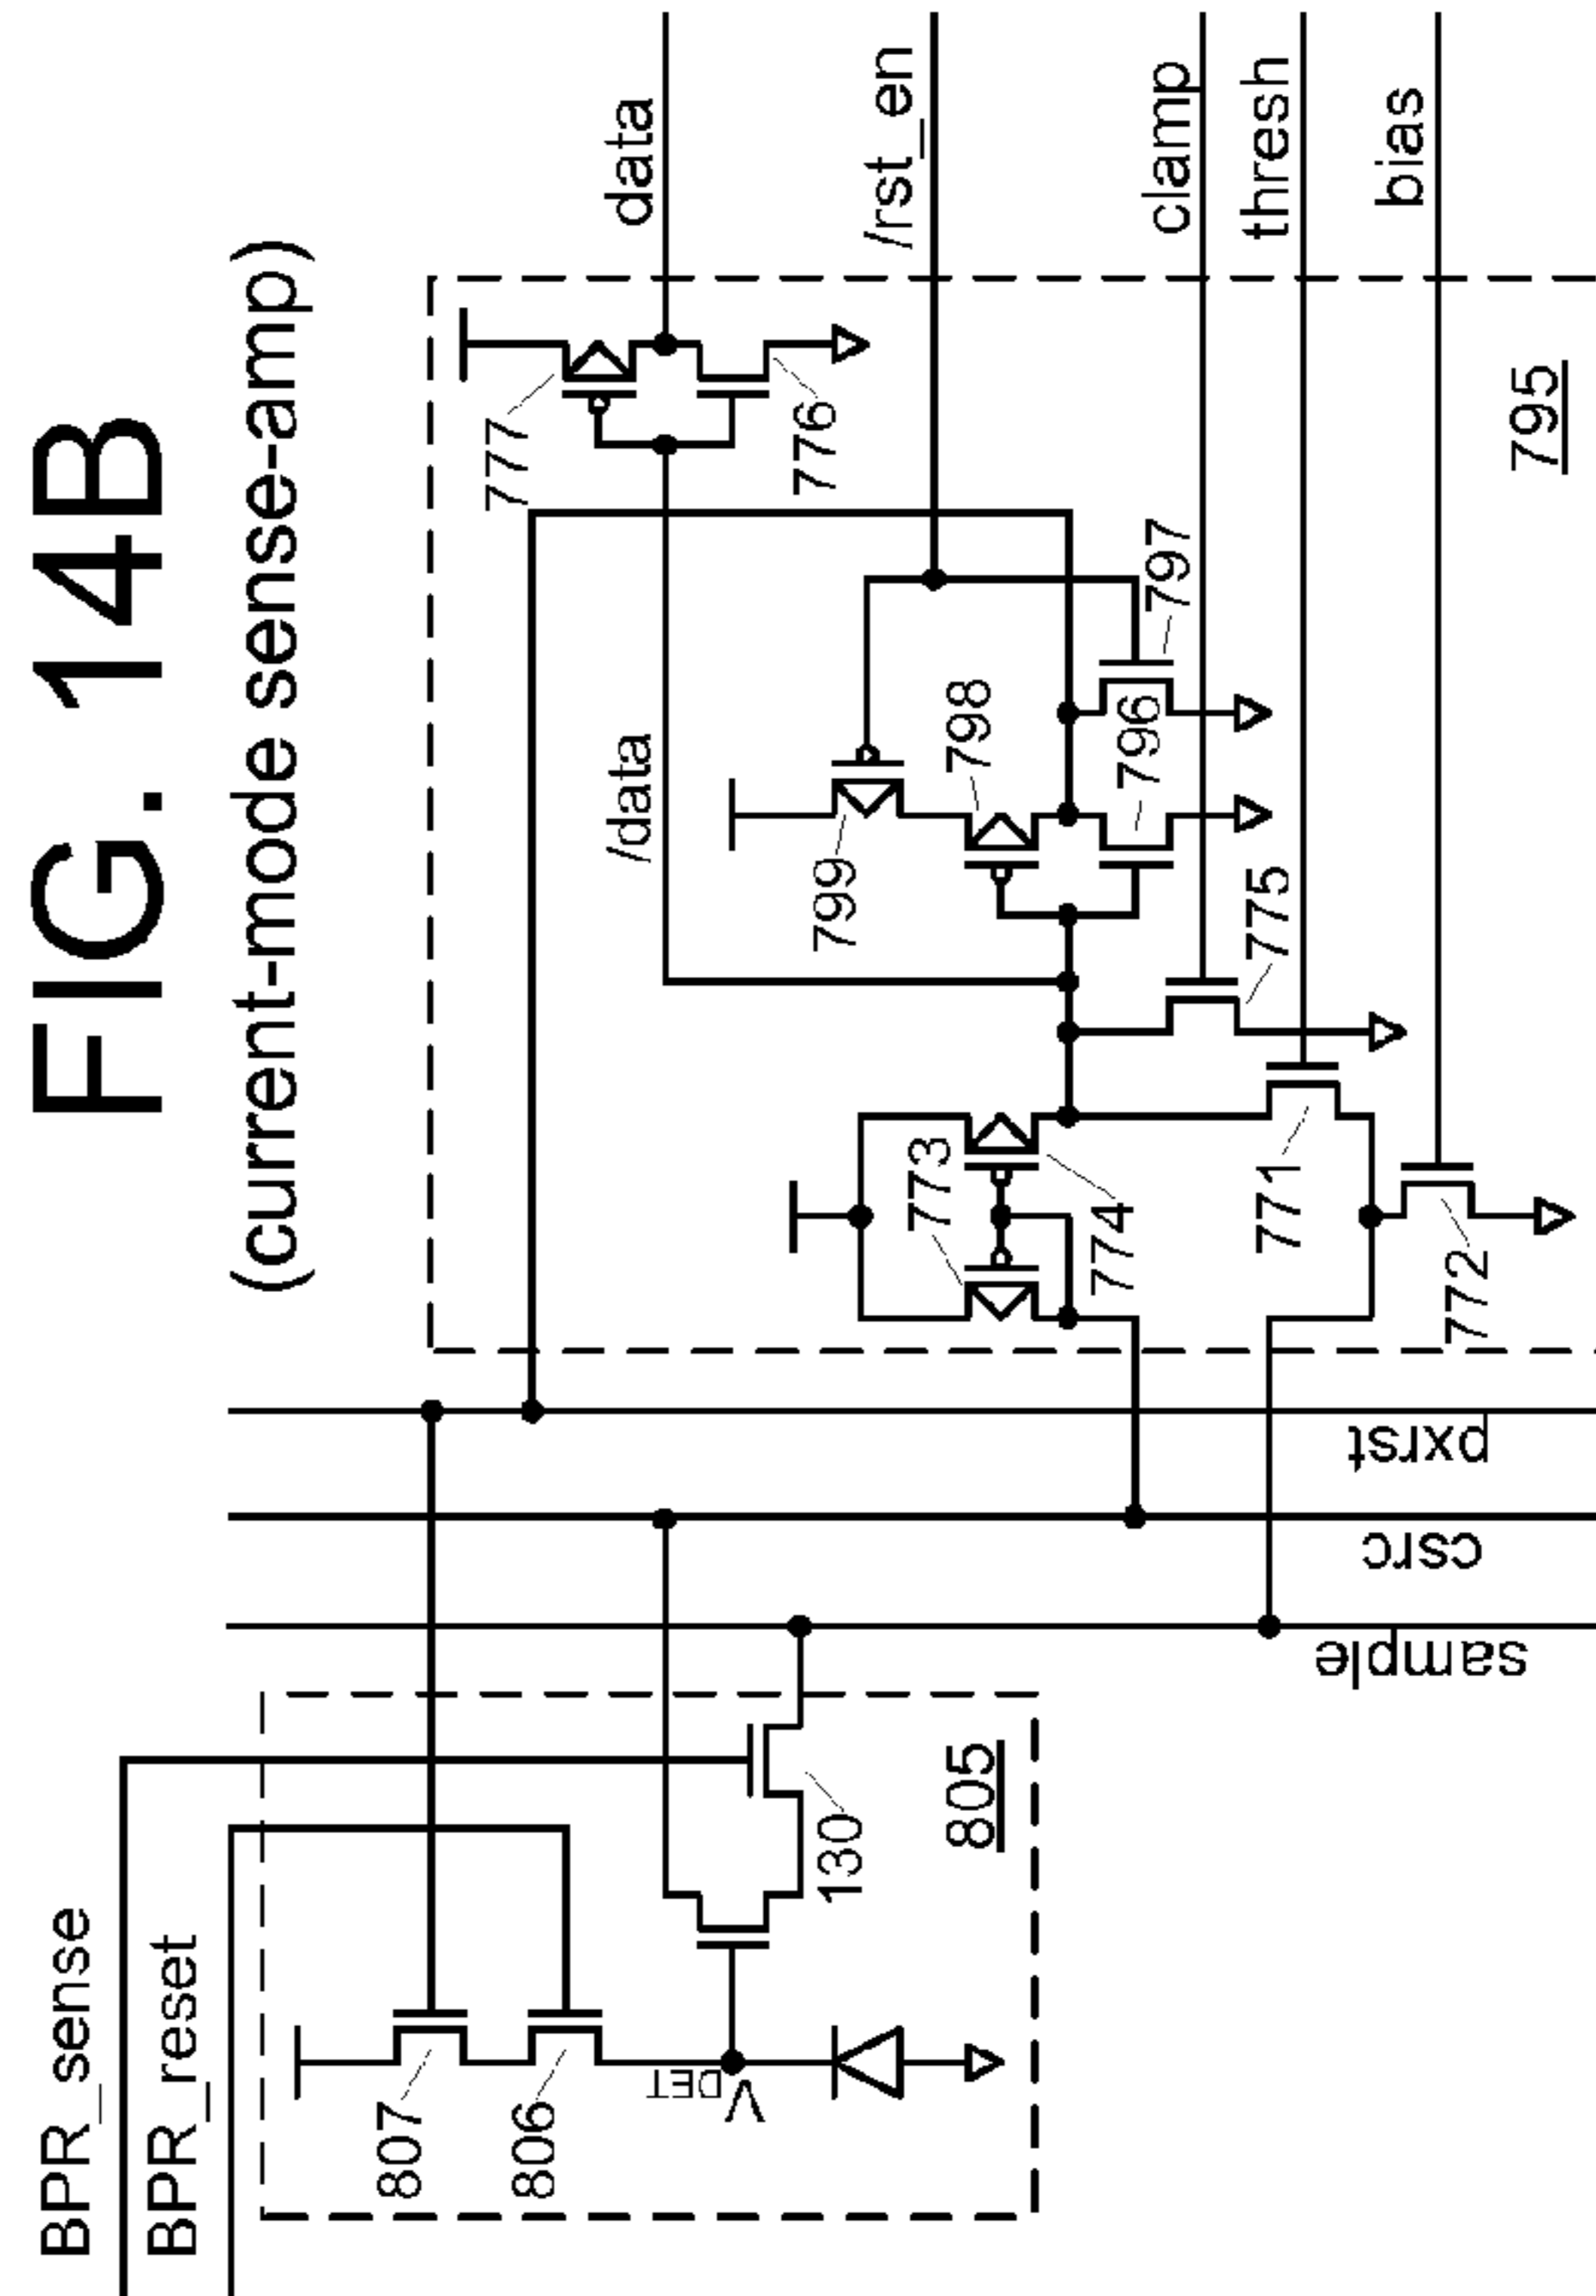 FIG. 14B
(current-mode sense-amp)
BPR_sense
BPR_reset
807
806
VDET
130
805
sample
csrc
pxrst
/data
777
776
799
798
796
797
773
774
775
771
772
795
data
/rst_en
clamp
thresh
bias